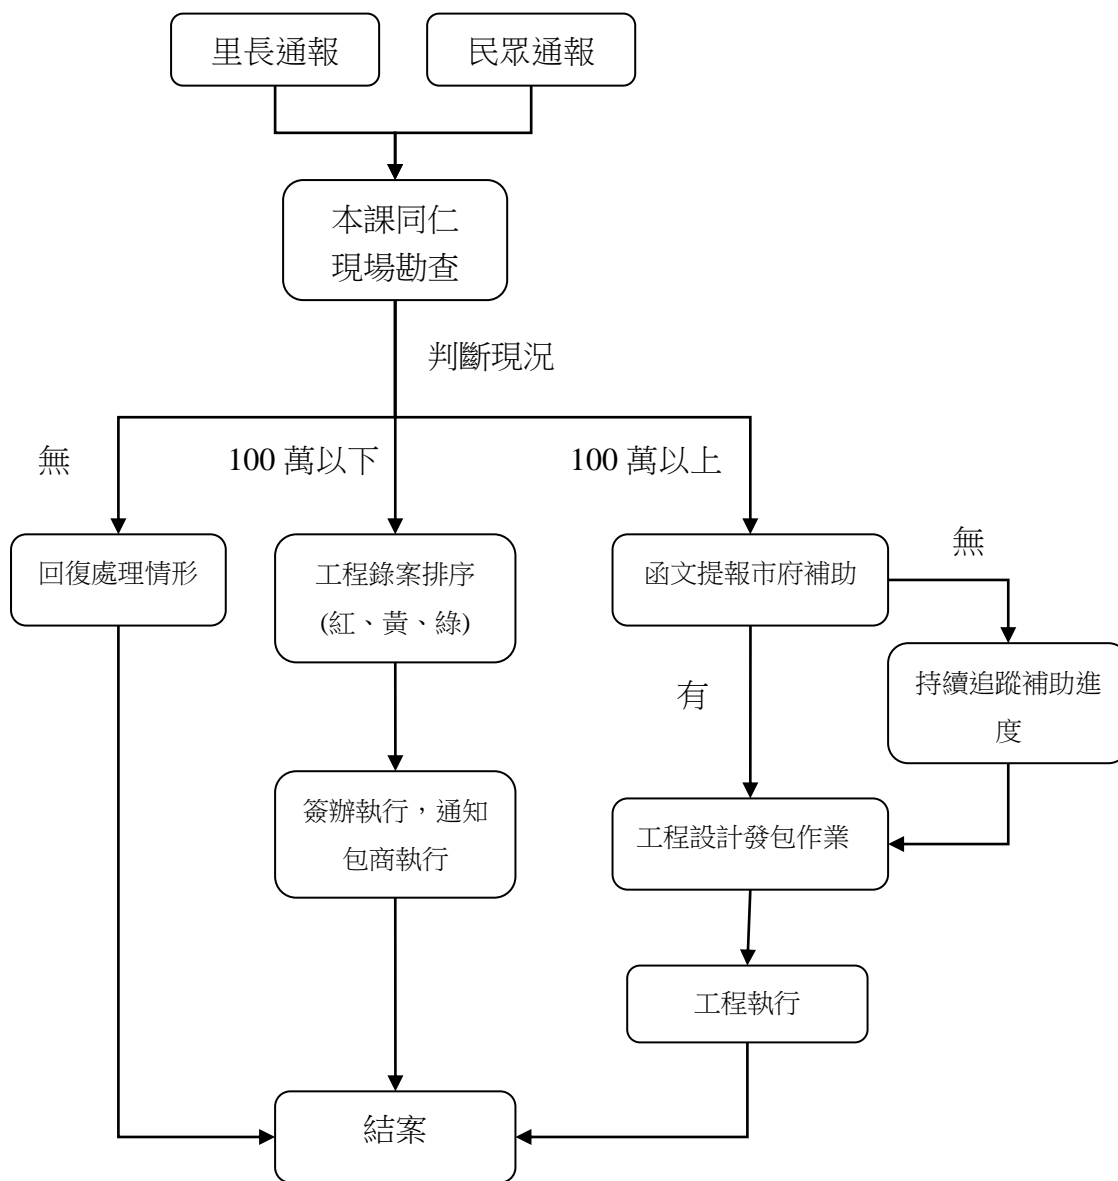 里長通報
民眾通報
本課同仁
現場勘查
判斷現況
無
100 萬以下
100 萬以上
回復處理情形
工程錄案排序
(紅、黃、綠)
函文提報市府補助
無
有
持續追蹤補助進
度
簽辦執行，通知
包商執行
工程設計發包作業
工程執行
結案